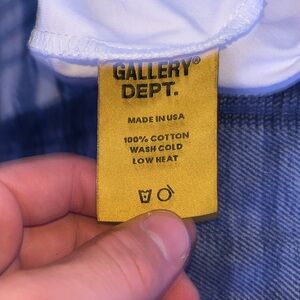 GALLERY®
DEPT.
MADE IN USA
100% COTTON
WASH COLD
LOW HEAT